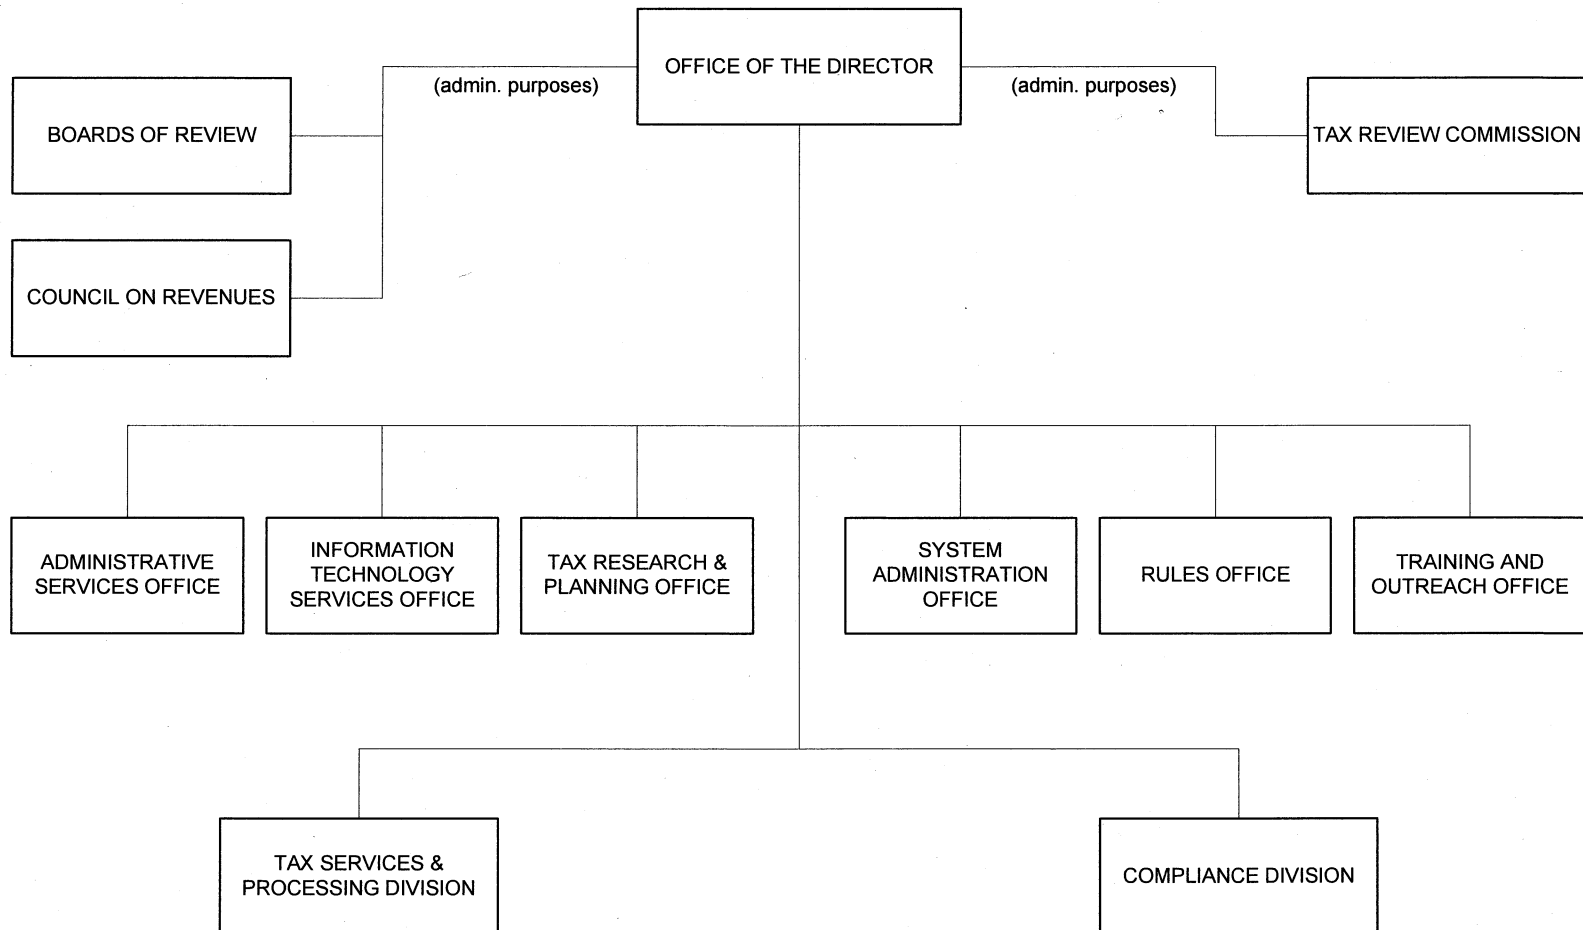 OFFICE OF THE DIRECTOR
(admin. purposes)
(admin. purposes)
BOARDS OF REVIEW
TAX REVIEW COMMISSION
COUNCIL ON REVENUES
ADMINISTRATIVE
SERVICES OFFICE
INFORMATION
TECHNOLOGY
SERVICES OFFICE
TAX RESEARCH &
PLANNING OFFICE
SYSTEM
ADMINISTRATION
OFFICE
RULES OFFICE
TRAINING AND
OUTREACH OFFICE
TAX SERVICES &
PROCESSING DIVISION
COMPLIANCE DIVISION